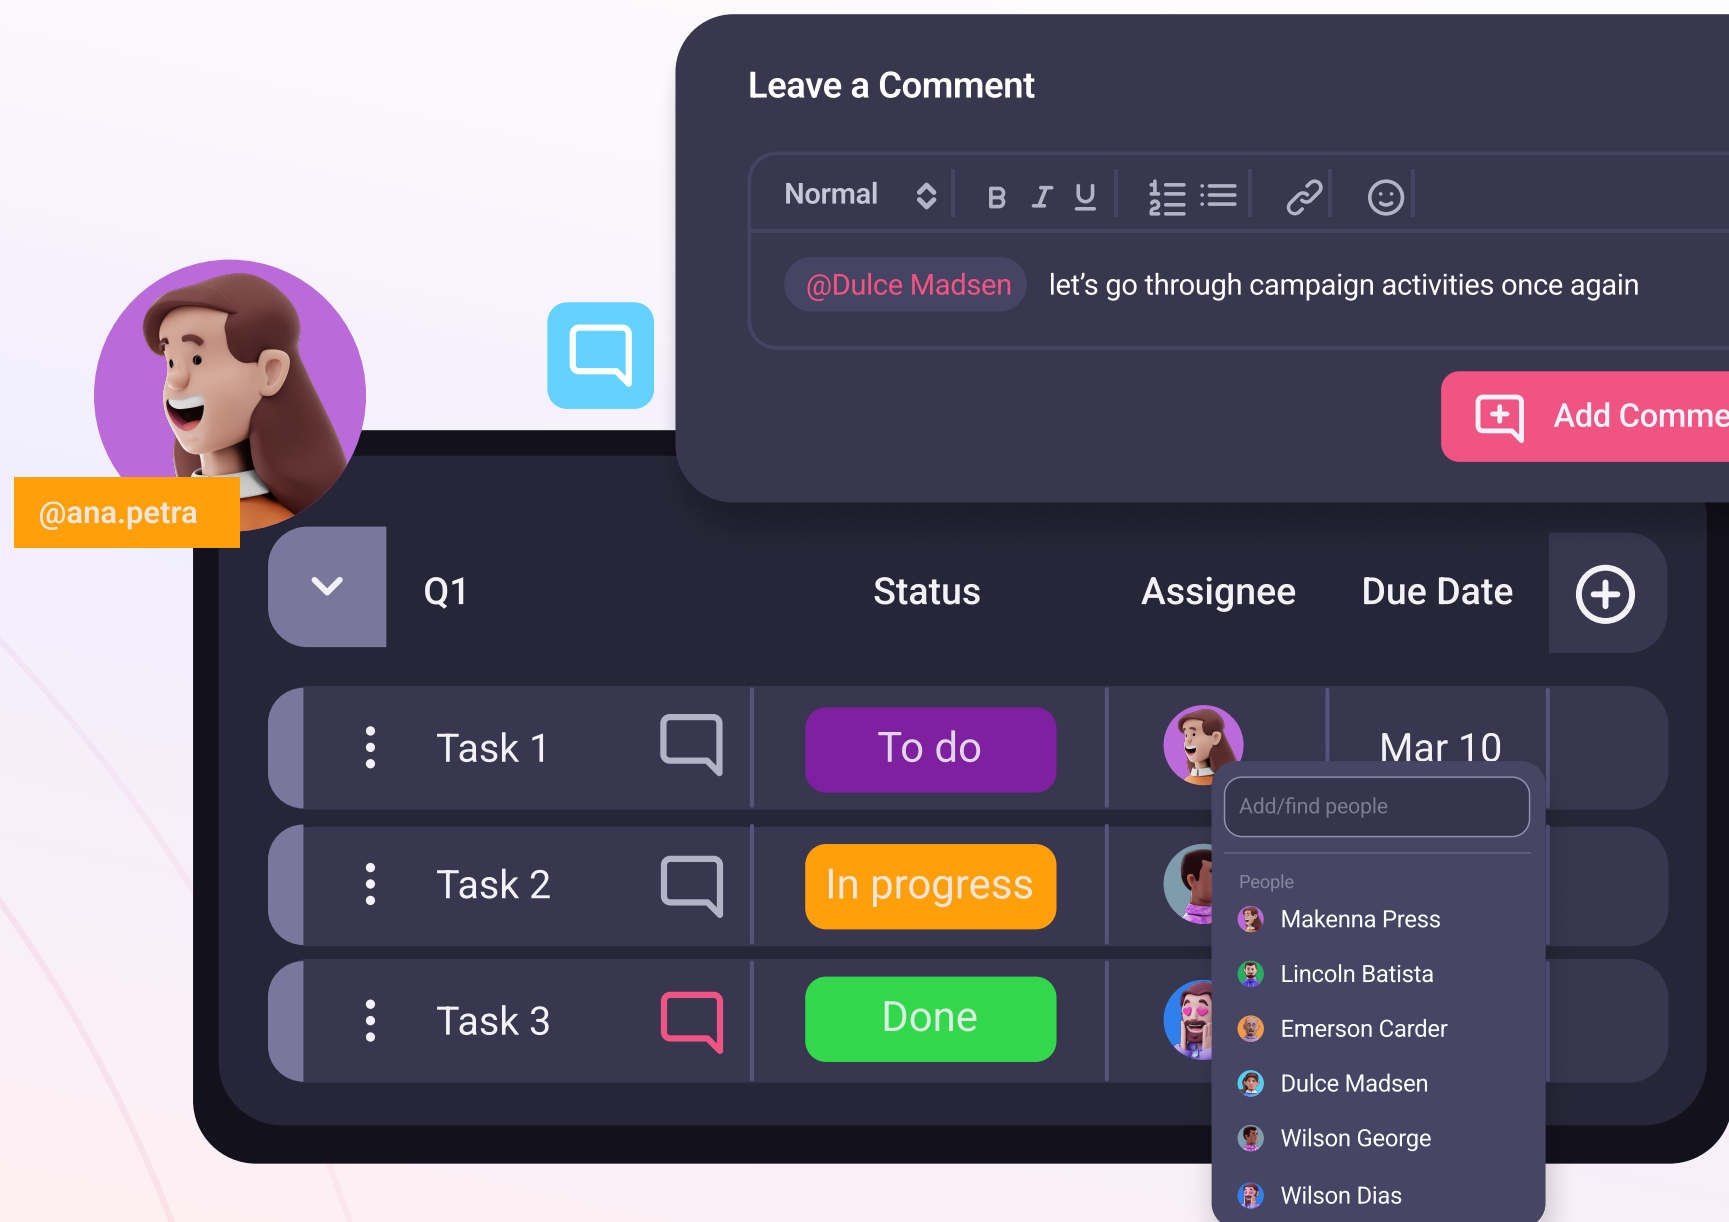 Leave a Comment
Normal B I U
@Dulce Madsen let’s go through campaign activities once again
Add Comme
@ana.petra
Q1 Status Assignee Due Date
Task 1 To do Mar 10
Add/find people
Task 2 In progress
People
Makenna Press
Lincoln Batista
Task 3 Done
Emerson Carder
Dulce Madsen
Wilson George
Wilson Dias